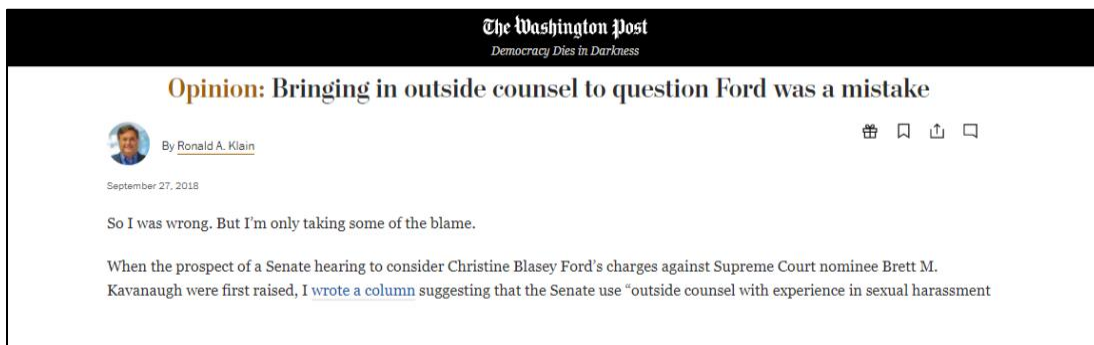 The Washington Post
Democracy Dies in Darkness
Opinion: Bringing in outside counsel to question Ford was a mistake
By Ronald A. Klain
September 27, 2018
So I was wrong. But I’m only taking some of the blame.
When the prospect of a Senate hearing to consider Christine Blasey Ford’s charges against Supreme Court nominee Brett M.
Kavanaugh were first raised, I wrote a column suggesting that the Senate use “outside counsel with experience in sexual harassment